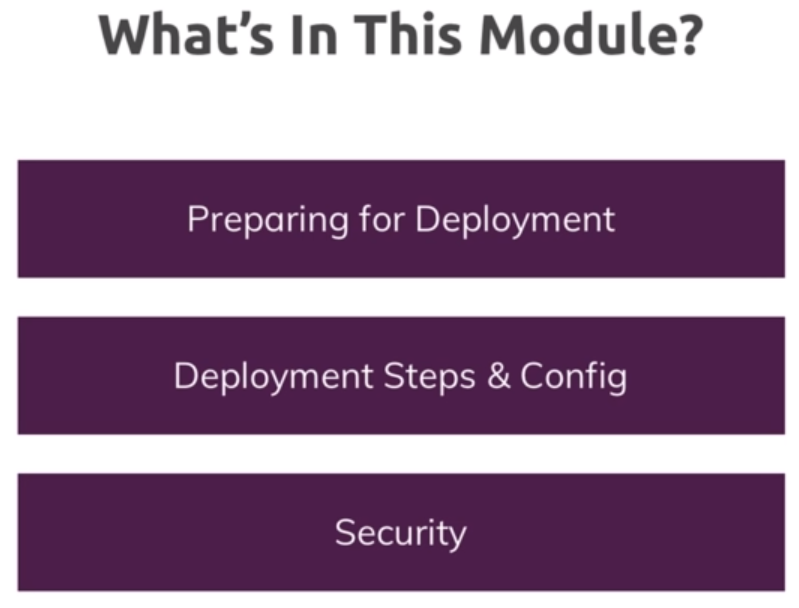 What’s In This Module?
Preparing for Deployment
Deployment Steps & Config
Security